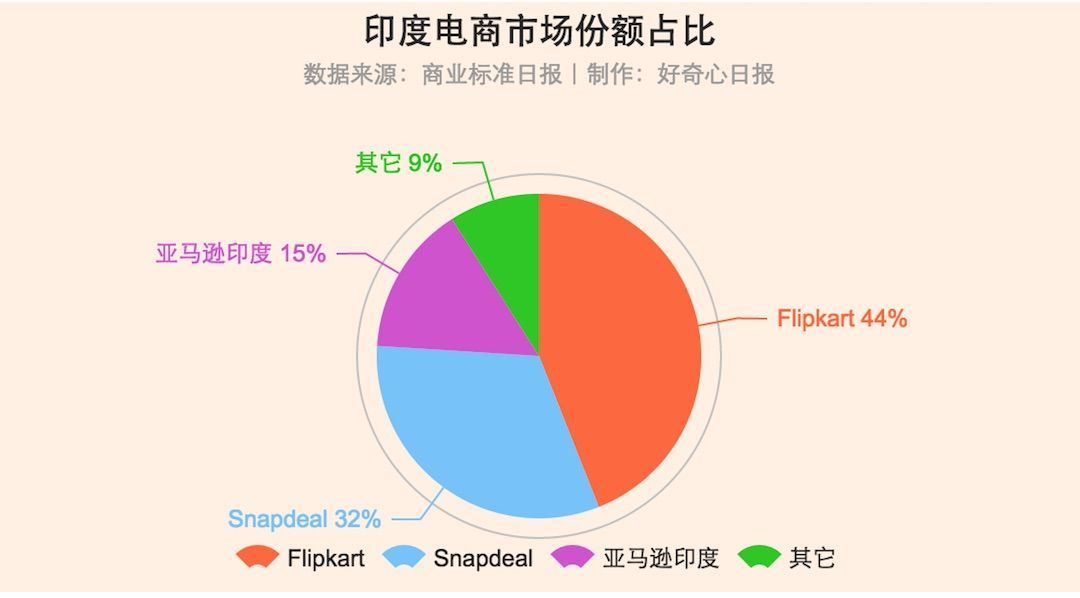 印度电商市场份额占比
数据来源：商业标准日报丨制作：好奇心日报
其它 9%
亚马逊印度 15%
Flipkart 44%
Snapdeal 32%
Flipkart Snapdeal 亚马逊印度 其它